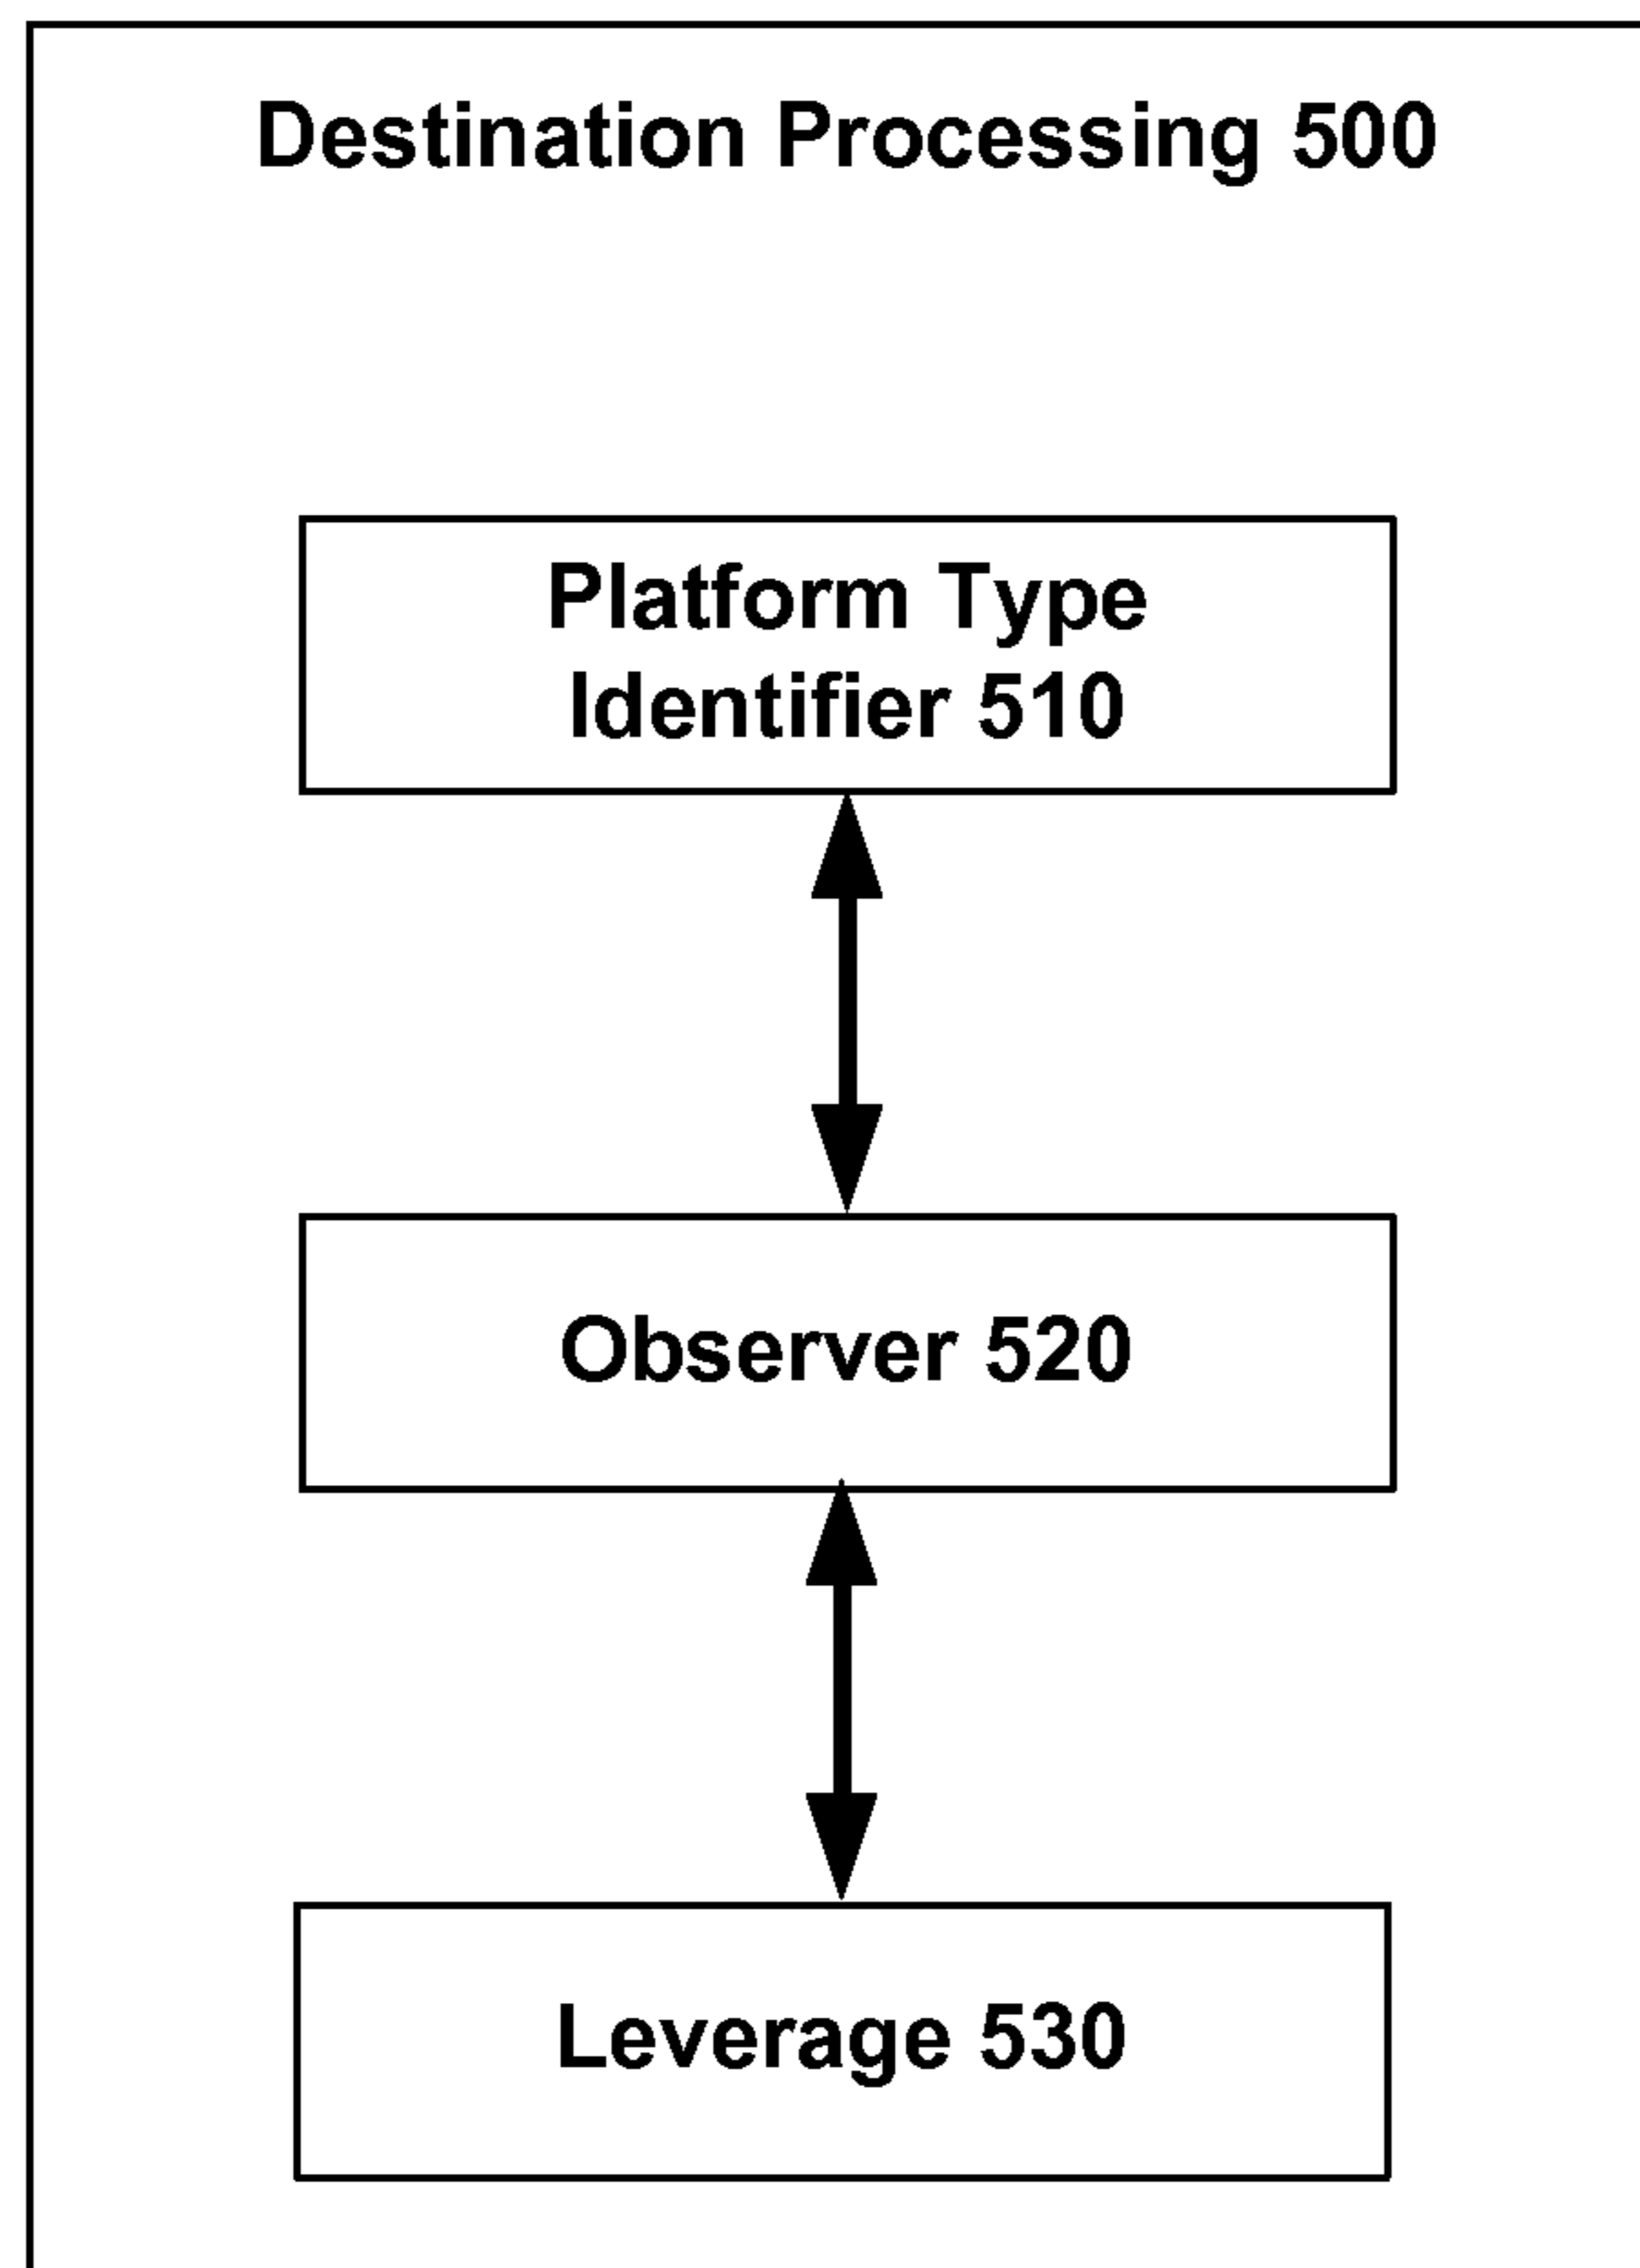 Destination Processing 500
Platform Type
Identifier 510
Observer 520
Leverage 530